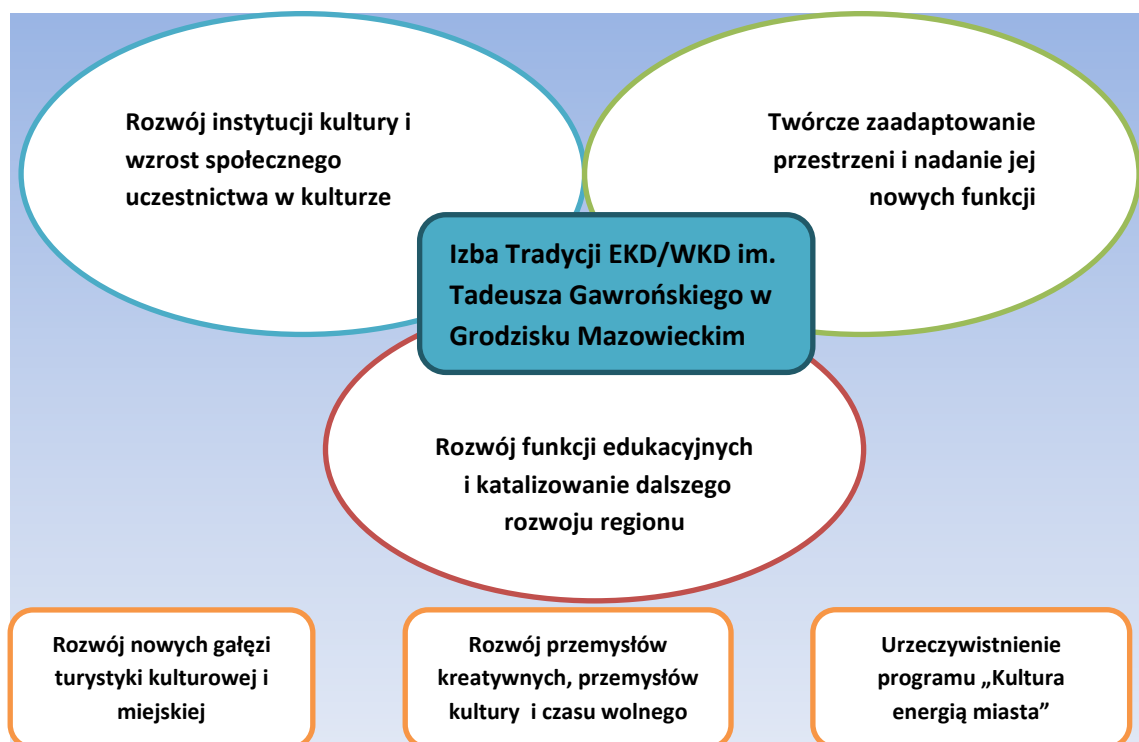 Rozwój instytucji kultury i
wzrost społecznego
uczestnictwa w kulturze
Twórcze zaadaptowanie
przestrzeni i nadanie jej
nowych funkcji
Izba Tradycji EKD/WKD im.
Tadeusza Gawrońskiego w
Grodzisku Mazowieckim
Rozwój funkcji edukacyjnych
i katalizowanie dalszego
rozwoju regionu
Rozwój nowych gałęzi
turystyki kulturowej i
miejskiej
Rozwój przemysłów
kreatywnych, przemysłów
kultury i czasu wolnego
Urzeczywistnienie
programu „Kultura
energią miasta”